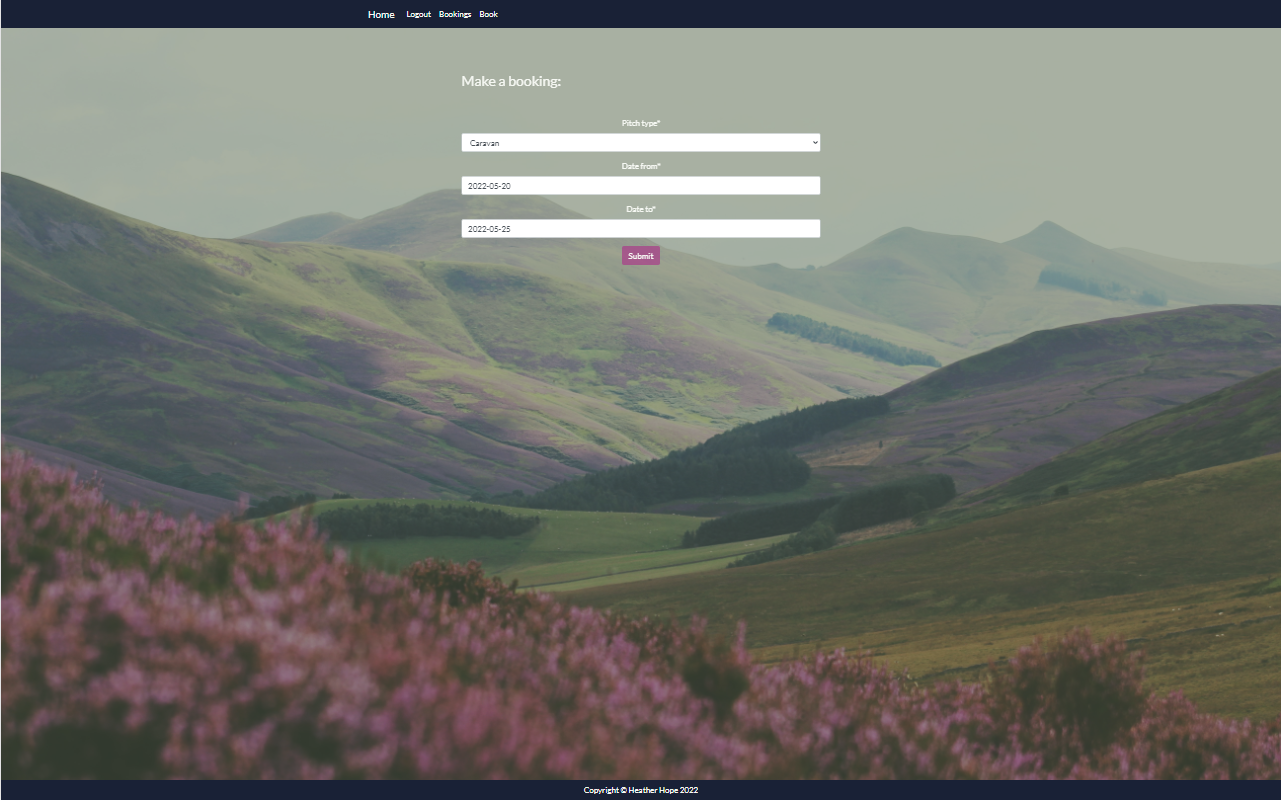 Home Logout Bookings Book
Make a booking:
Pitch type*
Caravan
Date from*
2022-05-20
Date to*
2022-05-25
Submit
Copyright © Heather Hope 2022